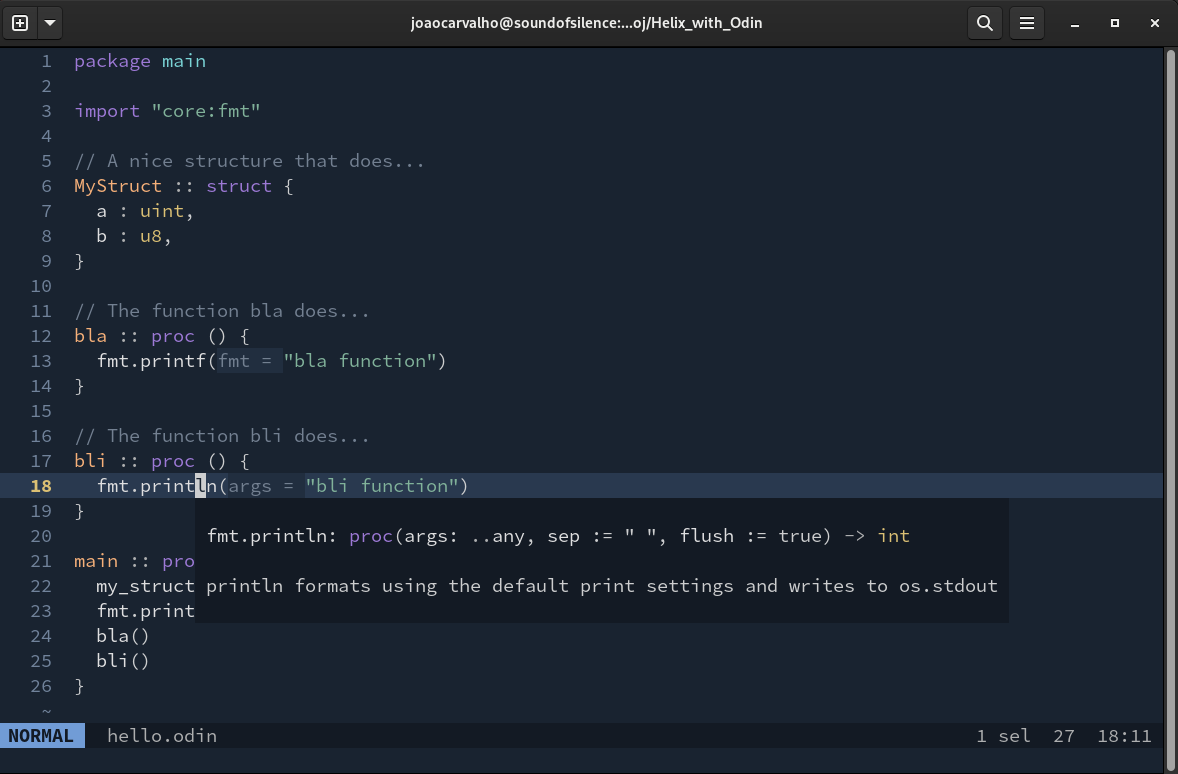 joaocarvalho@soundofsilence:...oj/Helix_with_Odin
1 package main
2
3 import "core:fmt"
4
5 // A nice structure that does...
6 MyStruct :: struct {
7 a : uint,
8 b : u8,
9 }
10
11 // The function bla does...
12 bla :: proc () {
13 fmt.printf(fmt = "bla function")
14 }
15
16 // The function bli does...
17 bli :: proc () {
18 fmt.println(args = "bli function")
19 }
20 fmt.println: proc(args: ..any, sep := " ", flush := true) -> int
21 main :: pro
22 my_struct println formats using the default print settings and writes to os.stdout
23 fmt.print
24 bla()
25 bli()
26 }
~
NORMAL hello.odin 1 sel 27 18:11